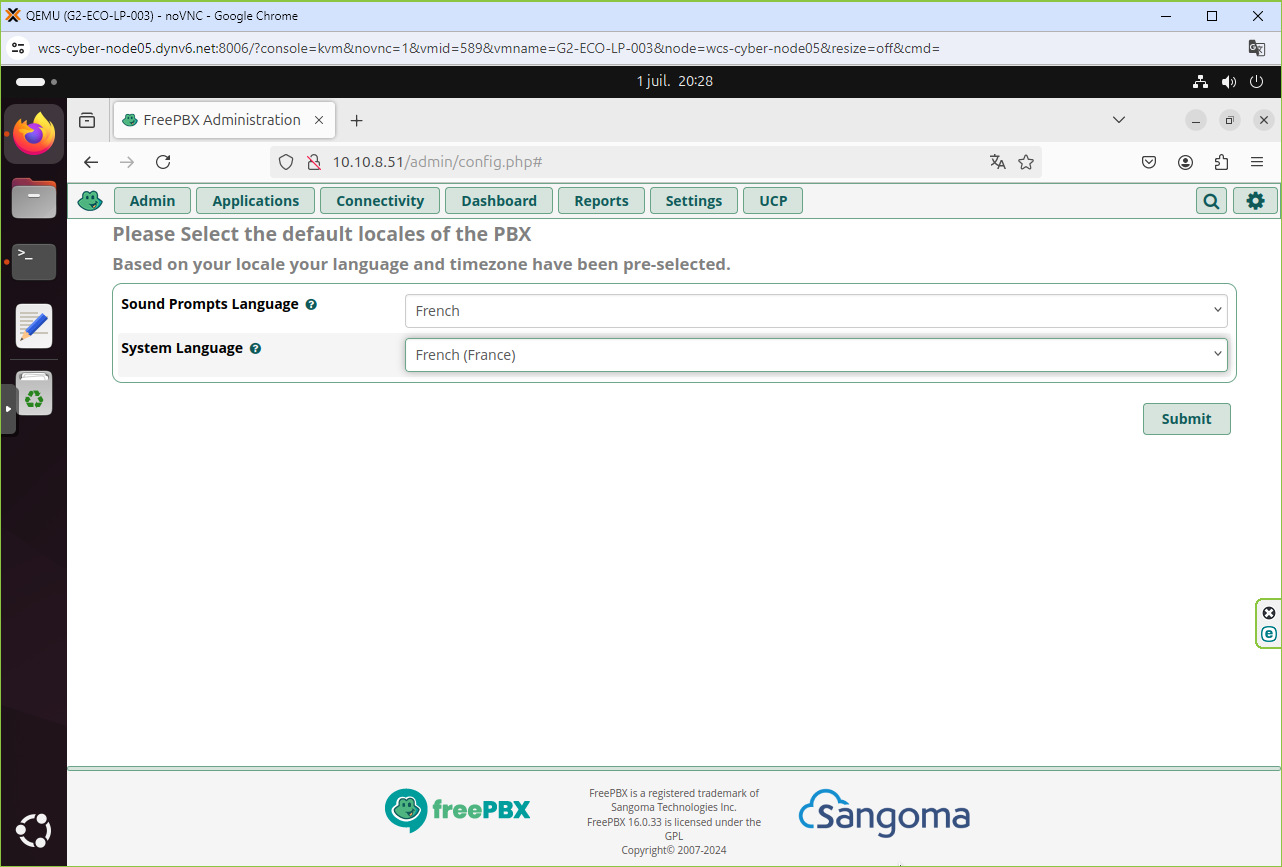 QEMU (G2-ECO-LP-003) - noVNC - Google Chrome
wcs-cyber-node05.dynv6.net:8006/?console=kvm&novnc=1&vmid=589&vmname=G2-ECO-LP-003&node=wcs-cyber-node05&resize=off&cmd=
1 juil. 20:28
FreePBX Administration
10.10.8.51/admin/config.php#
Admin Applications Connectivity Dashboard Reports Settings UCP
Please Select the default locales of the PBX
Based on your locale your language and timezone have been pre-selected.
Sound Prompts Language ? French
System Language ? French (France)
Submit
e
freePBX
FreePBX is a registered trademark of
Sangoma Technologies Inc.
FreePBX 16.0.33 is licensed under the
GPL
Copyright© 2007-2024
Sangoma